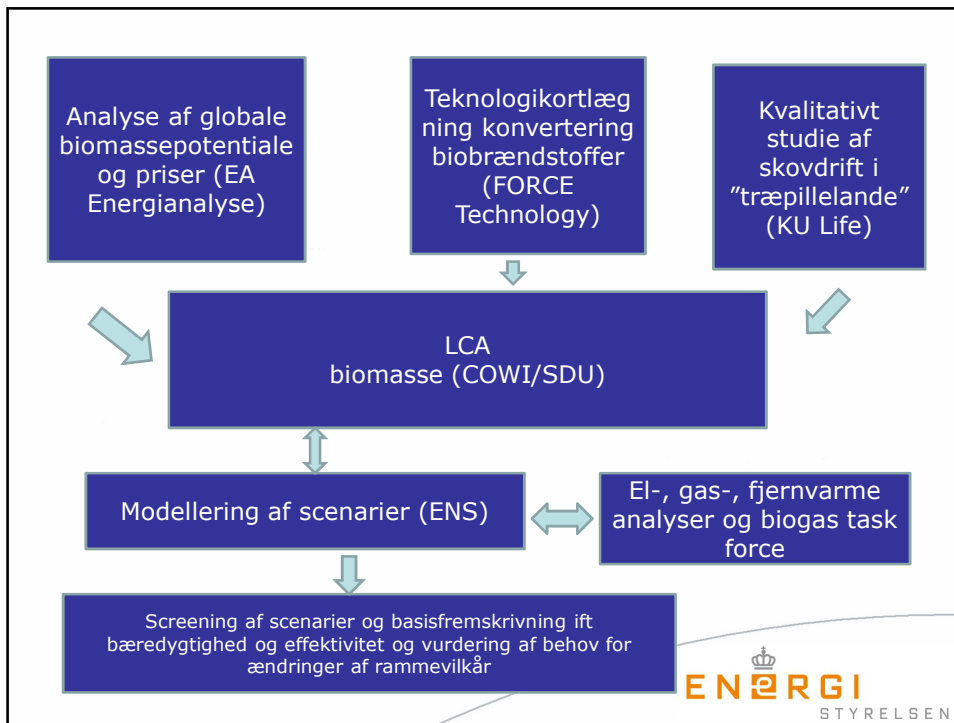 Analyse af globale
biomassepotentiale
og priser (EA
Energianalyse)
Teknologikortlæg
ning konvertering
biobrændstoffer
(FORCE
Technology)
Kvalitativt
studie af
skovdrift i
”træpillelande”
(KU Life)
LCA
biomasse (COWI/SDU)
Modellering af scenarier (ENS)
El-, gas-, fjernvarme
analyser og biogas task
force
Screening af scenarier og basisfremskrivning ift
bæredygtighed og effektivitet og vurdering af behov for
ændringer af rammevilkår
ENERGI
STYRELSEN